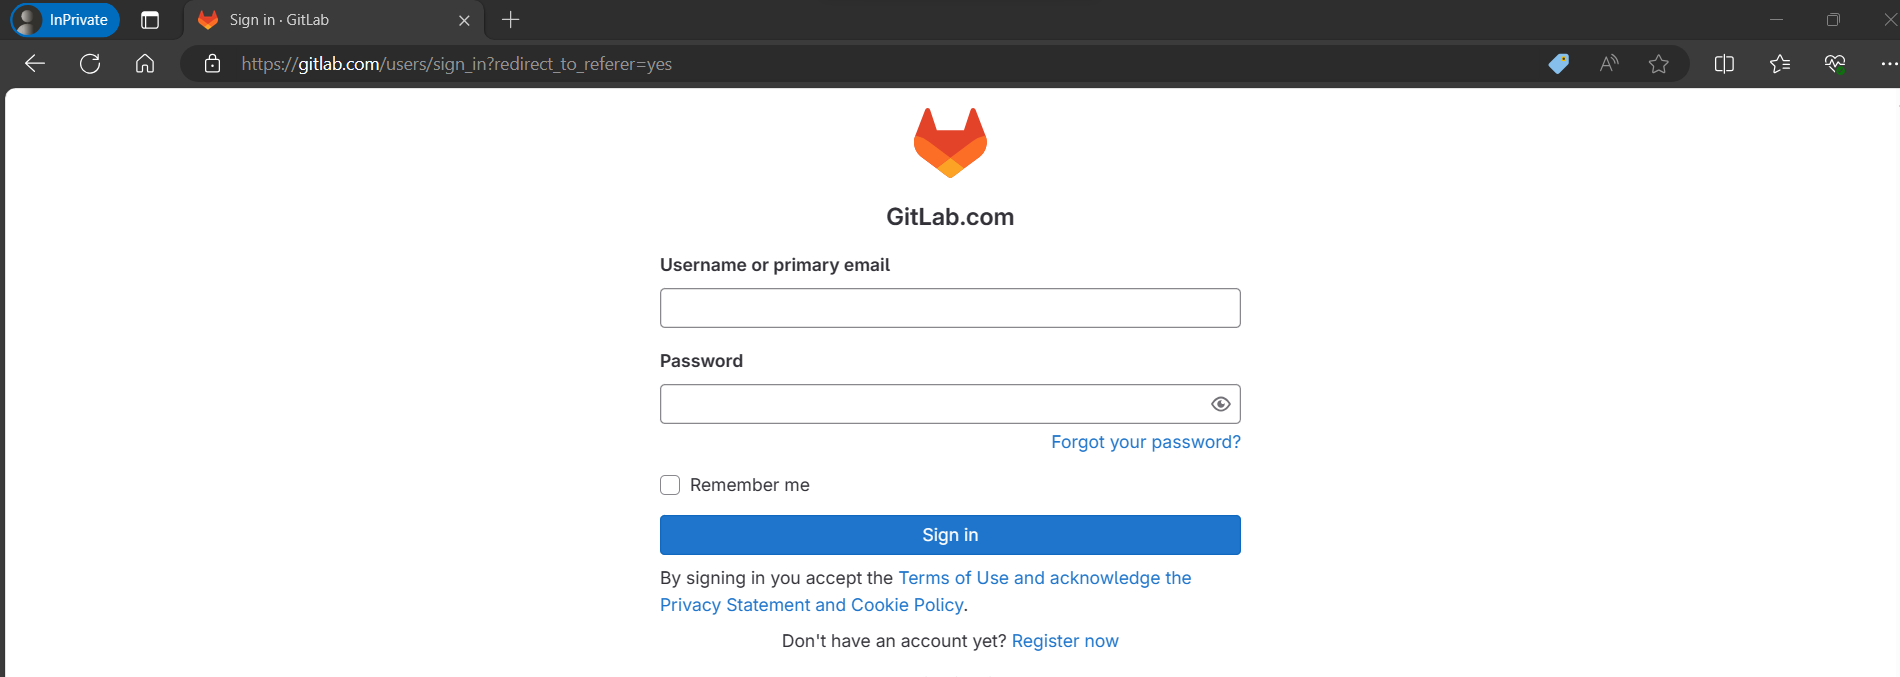 InPrivate
Sign in · GitLab
https://gitlab.com/users/sign_in?redirect_to_referer=yes
GitLab.com
Username or primary email
Password
Forgot your password?
Remember me
Sign in
By signing in you accept the Terms of Use and acknowledge the
Privacy Statement and Cookie Policy.
Don't have an account yet? Register now